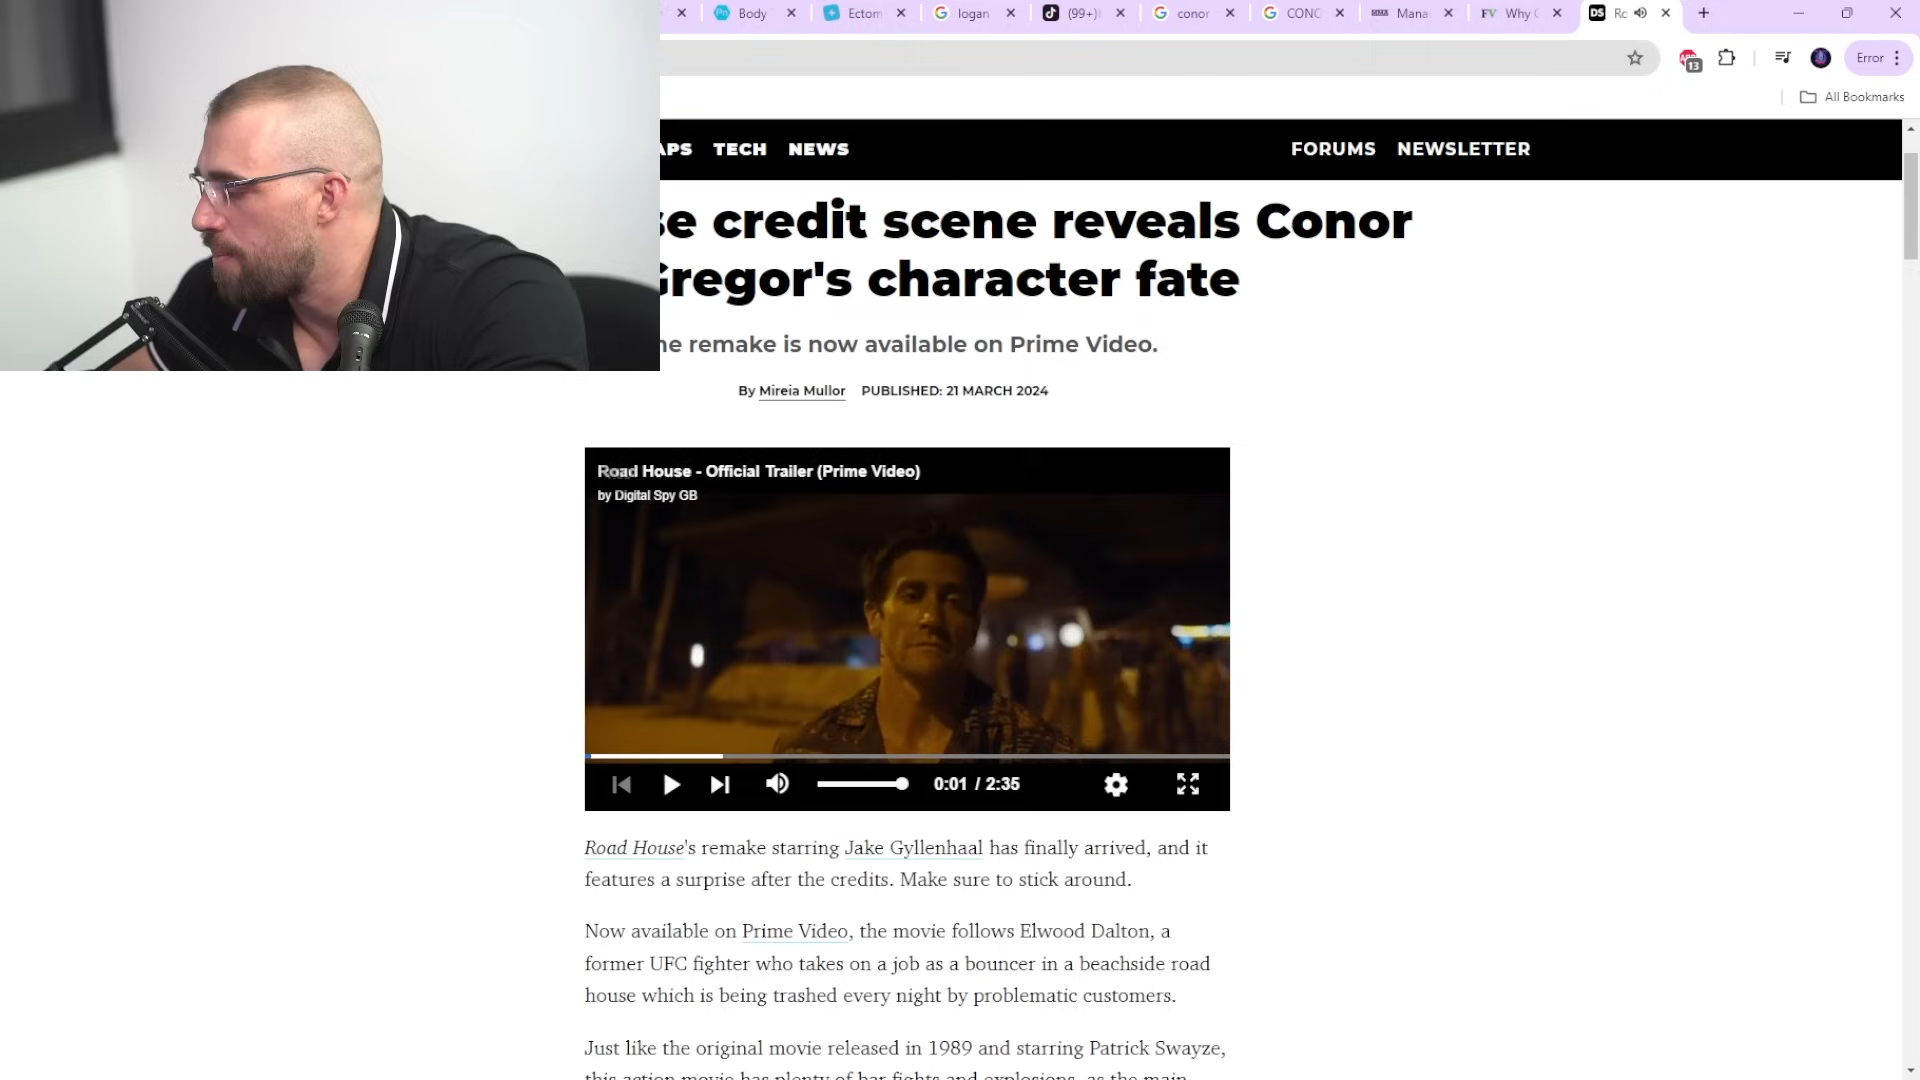 Body
Ectom
logan
(99+)
conor
CONC
Mana
FV Why
DS
13
Error
All Bookmarks
APS TECH NEWS FORUMS NEWSLETTER
se credit scene reveals Conor
Gregor's character fate
he remake is now available on Prime Video.
By Mireia Mullor PUBLISHED: 21 MARCH 2024
Road House - Official Trailer (Prime Video)
by Digital Spy GB
0:01 / 2:35
Road House's remake starring Jake Gyllenhaal has finally arrived, and it
features a surprise after the credits. Make sure to stick around.
Now available on Prime Video, the movie follows Elwood Dalton, a
former UFC fighter who takes on a job as a bouncer in a beachside road
house which is being trashed every night by problematic customers.
Just like the original movie released in 1989 and starring Patrick Swayze,
this action movie has plenty of bar fights and explosions, as the main